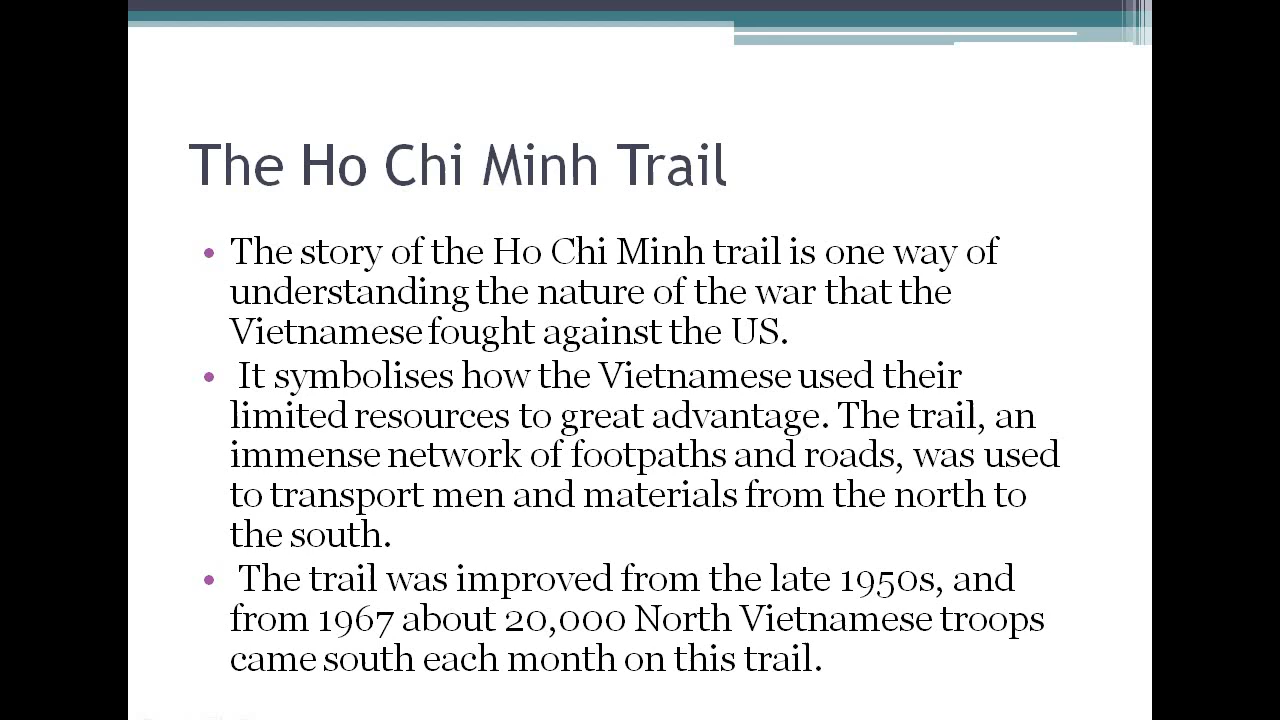 The Ho Chi Minh Trail
• The story of the Ho Chi Minh trail is one way of
understanding the nature of the war that the
Vietnamese fought against the US.
• It symbolises how the Vietnamese used their
limited resources to great advantage. The trail, an
immense network of footpaths and roads, was used
to transport men and materials from the north to
the south.
• The trail was improved from the late 1950s, and
from 1967 about 20,000 North Vietnamese troops
came south each month on this trail.